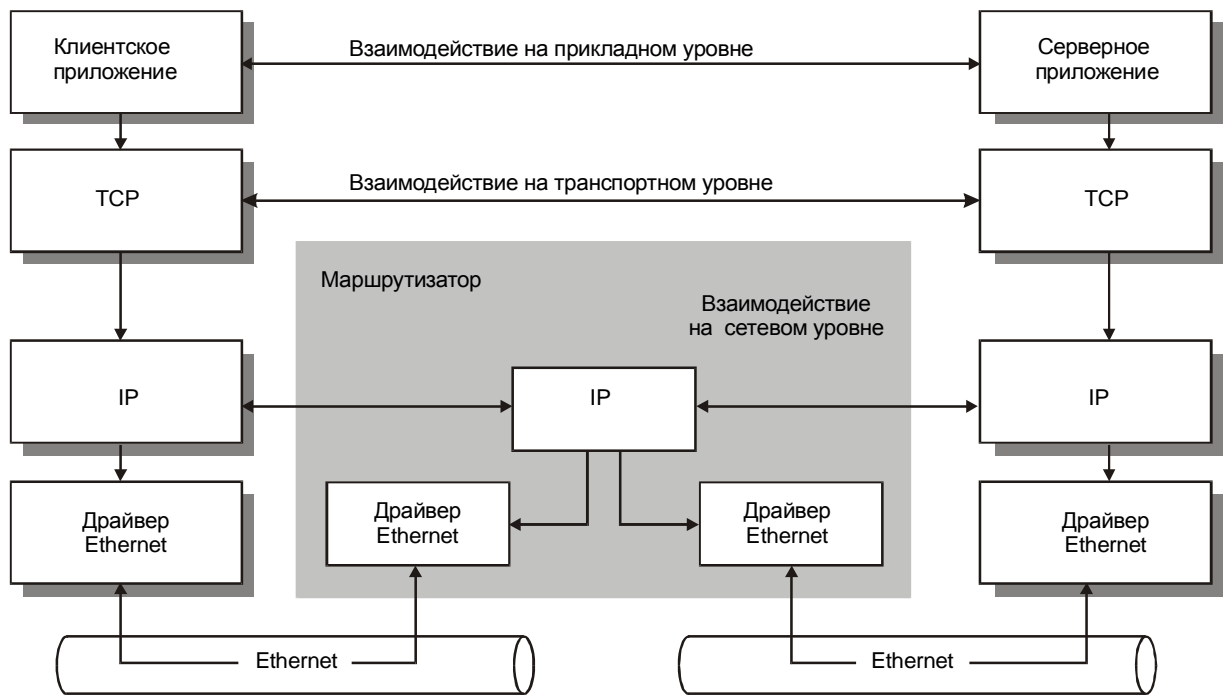 Клиентское
приложение
Взаимодействие на прикладном уровне
Серверное
приложение
TCP
Взаимодействие на транспортном уровне
TCP
Маршрутизатор
Взаимодействие
на сетевом уровне
IP
IP
IP
Драйвер
Ethernet
Драйвер
Ethernet
Драйвер
Ethernet
Драйвер
Ethernet
Ethernet
Ethernet